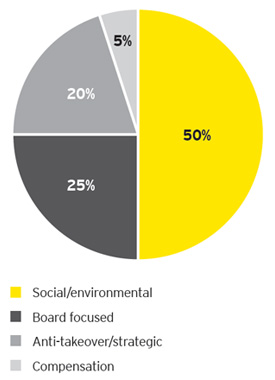 5%
20%
50%
25%
Social/environmental
Board focused
Anti-takeover/strategic
Compensation